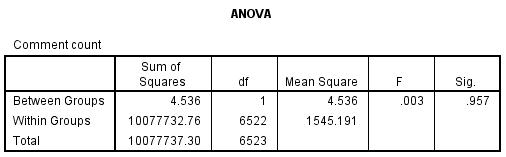 ANOVA
Comment count
Sum of Squares df Mean Square F Sig.
Between Groups 4.536 1 4.536 .003 .957
Within Groups 10077732.76 6522 1545.191
Total 10077737.30 6523